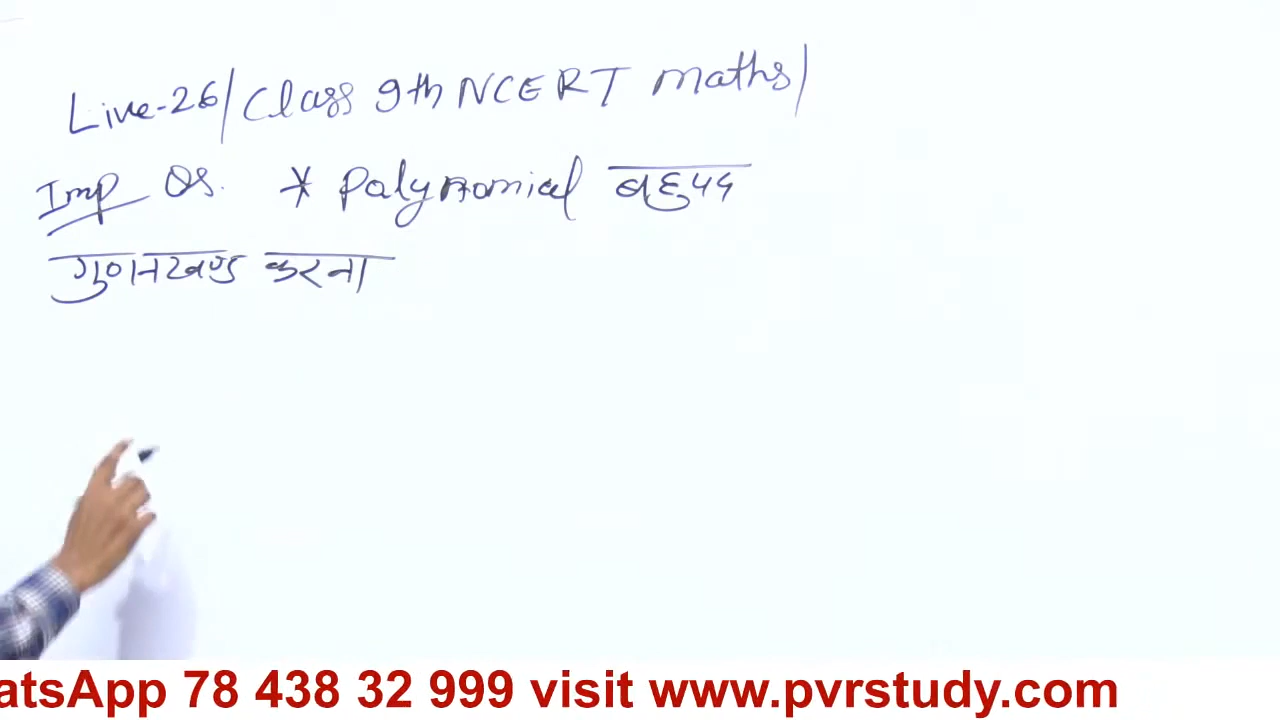 Live-26/Class 9th NCERT maths/
Imp Qs. * Polynomial बहुपद
गुणनखण्ड करना
atsApp 78 438 32 999 visit www.pvrstudy.com